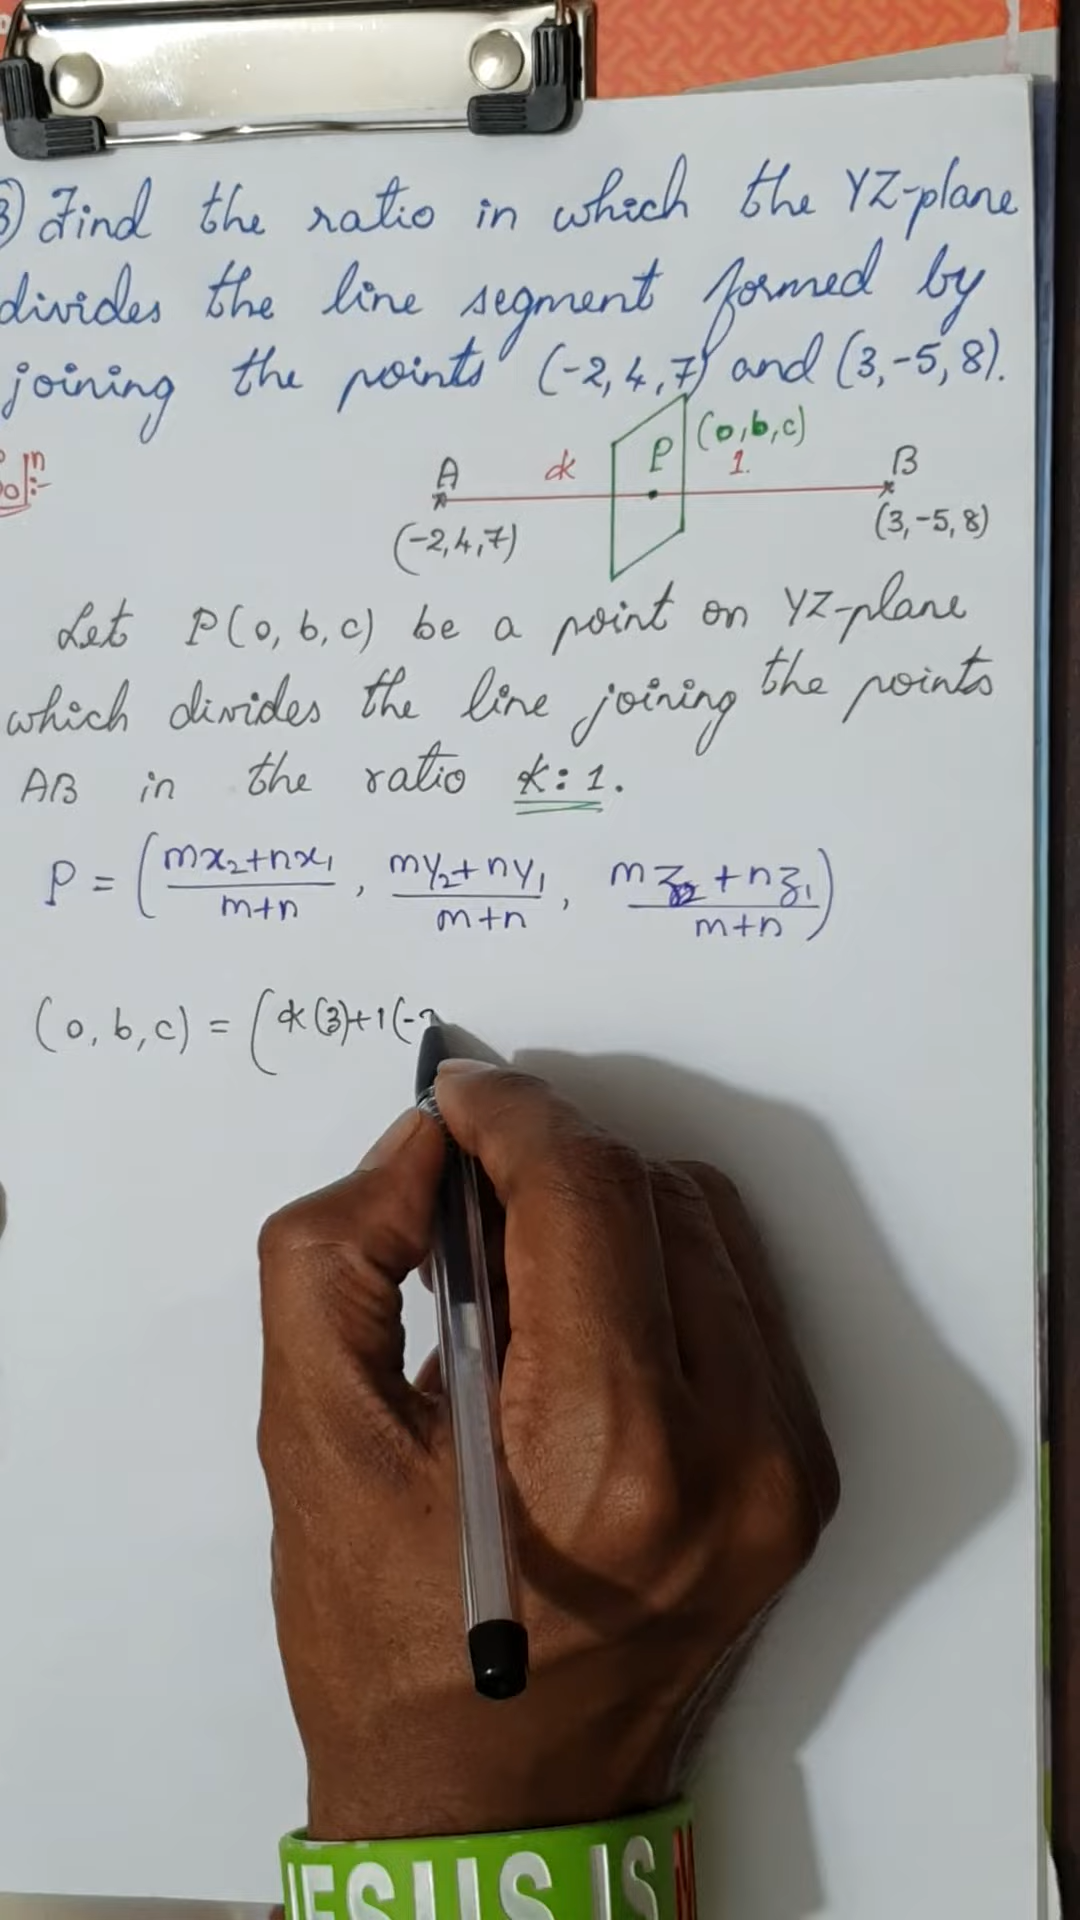 3) Find the ratio in which the YZ-plane
divides the line segment formed by
joining the points (-2, 4, 7) and (3, -5, 8).
Sol|n:-
A k P (0, b, c) 1. B
(-2, 4, 7) (3, -5, 8)
Let P(0, b, c) be a point on YZ-plane
which divides the line joining the points
AB in the ratio k : 1.
P = ( mx₂+nx₁ / m+n , my₂+ny₁ / m+n , mz₂+nz₁ / m+n )
(0, b, c) = ( k(3)+1(-2
JESUS IS